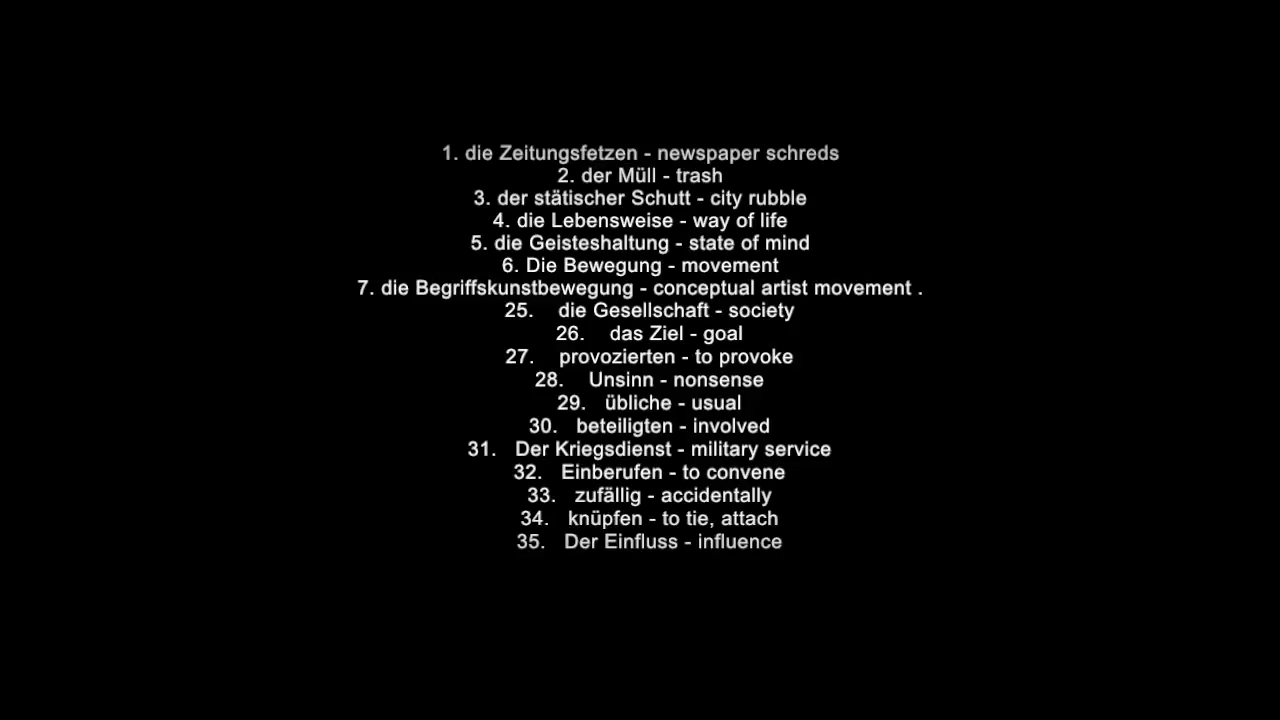 1. die Zeitungsfetzen - newspaper schreds
2. der Müll - trash
3. der stätischer Schutt - city rubble
4. die Lebensweise - way of life
5. die Geisteshaltung - state of mind
6. Die Bewegung - movement
7. die Begriffskunstbewegung - conceptual artist movement .
25. die Gesellschaft - society
26. das Ziel - goal
27. provozierten - to provoke
28. Unsinn - nonsense
29. übliche - usual
30. beteiligten - involved
31. Der Kriegsdienst - military service
32. Einberufen - to convene
33. zufällig - accidentally
34. knüpfen - to tie, attach
35. Der Einfluss - influence